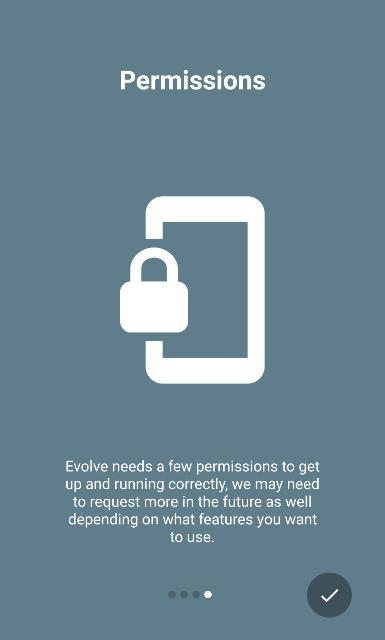 Permissions
Evolve needs a few permissions to get
up and running correctly, we may need
to request more in the future as well
depending on what features you want
to use.